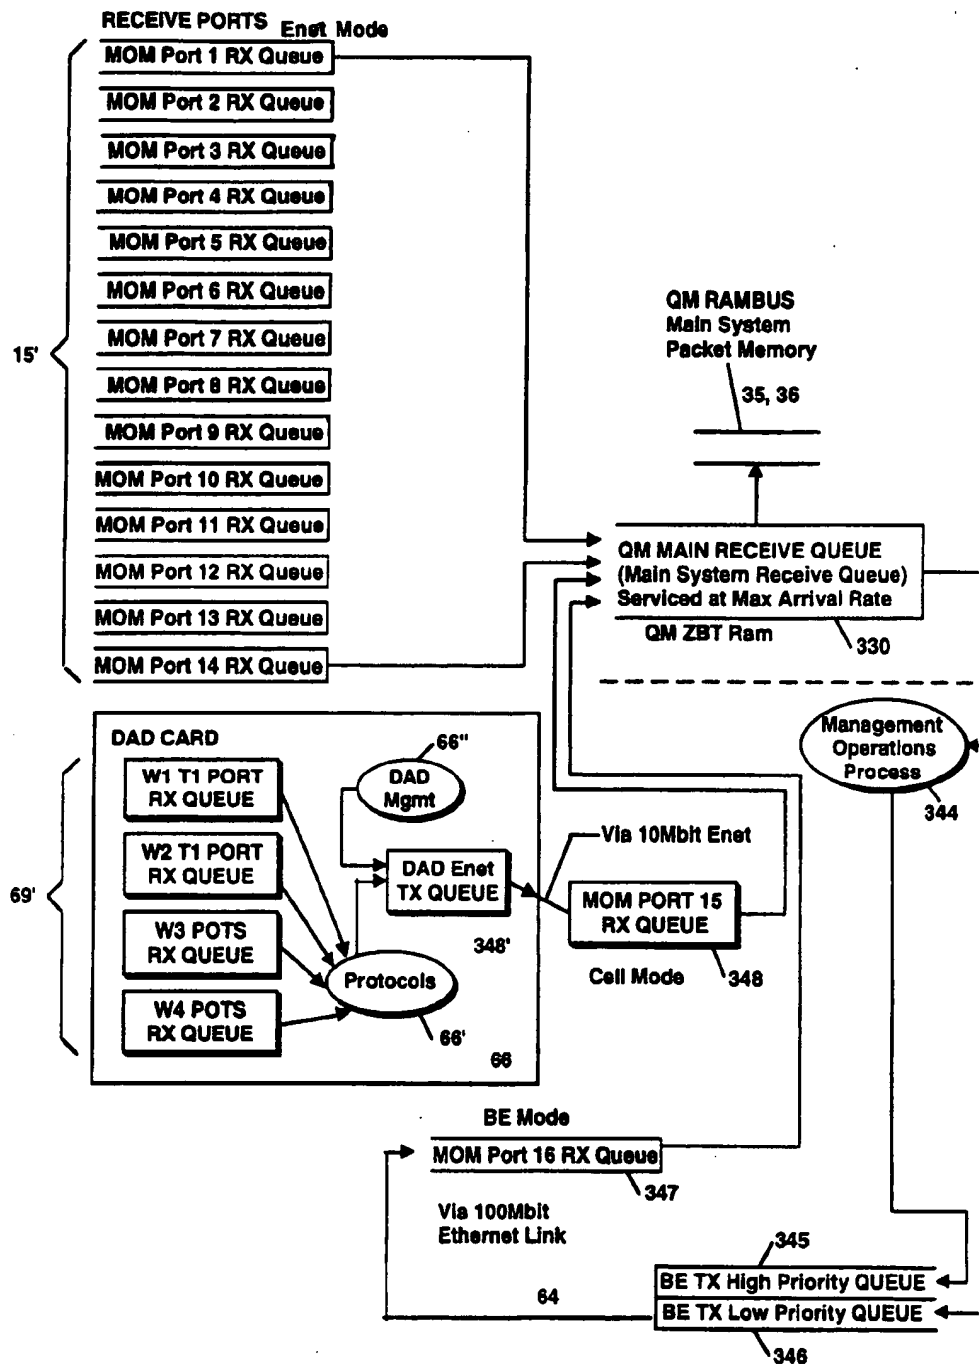 RECEIVE PORTS
Enet Mode
MOM Port 1 RX Queue
MOM Port 2 RX Queue
MOM Port 3 RX Queue
MOM Port 4 RX Queue
MOM Port 5 RX Queue
MOM Port 6 RX Queue
MOM Port 7 RX Queue
MOM Port 8 RX Queue
MOM Port 9 RX Queue
MOM Port 10 RX Queue
MOM Port 11 RX Queue
MOM Port 12 RX Queue
MOM Port 13 RX Queue
MOM Port 14 RX Queue
15'
QM RAMBUS
Main System
Packet Memory
35, 36
QM MAIN RECEIVE QUEUE
(Main System Receive Queue)
Serviced at Max Arrival Rate
QM ZBT Ram
330
Management
Operations
Process
344
DAD CARD
69'
W1 T1 PORT
RX QUEUE
W2 T1 PORT
RX QUEUE
W3 POTS
RX QUEUE
W4 POTS
RX QUEUE
66"
DAD
Mgmt
DAD Enet
TX QUEUE
348'
Protocols
66'
66
Via 10Mbit Enet
MOM PORT 15
RX QUEUE
Cell Mode
348
BE Mode
MOM Port 16 RX Queue
347
Via 100Mbit
Ethernet Link
64
345
BE TX High Priority QUEUE
BE TX Low Priority QUEUE
346